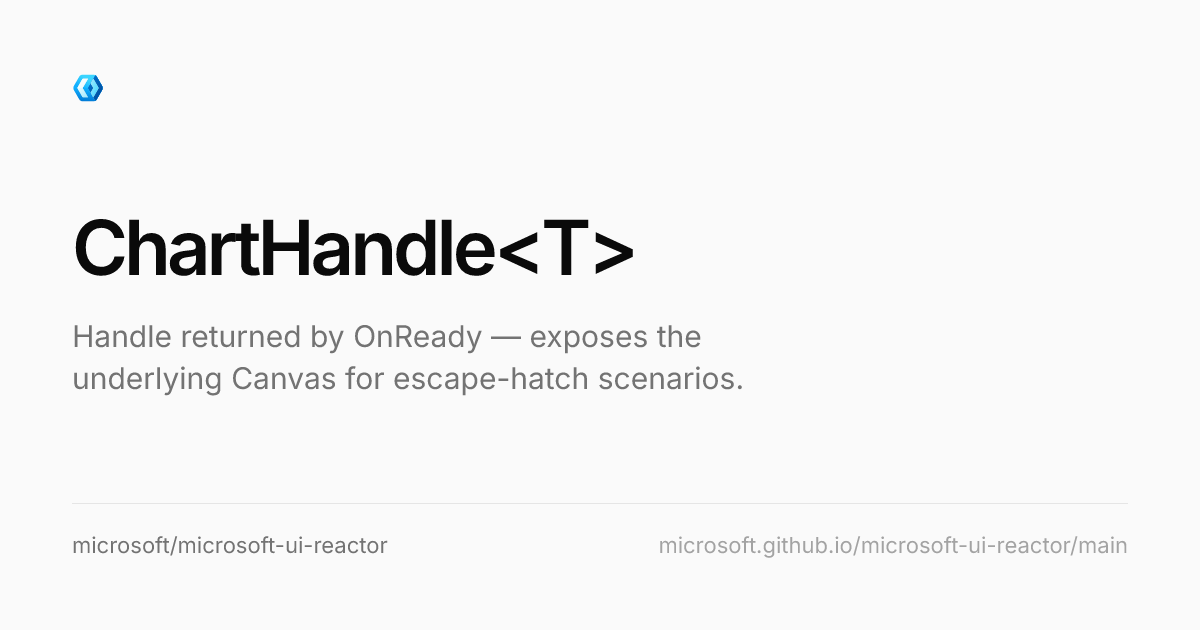 ChartHandle<T>
Handle returned by OnReady — exposes the
underlying Canvas for escape-hatch scenarios.
microsoft/microsoft-ui-reactor
microsoft.github.io/microsoft-ui-reactor/main